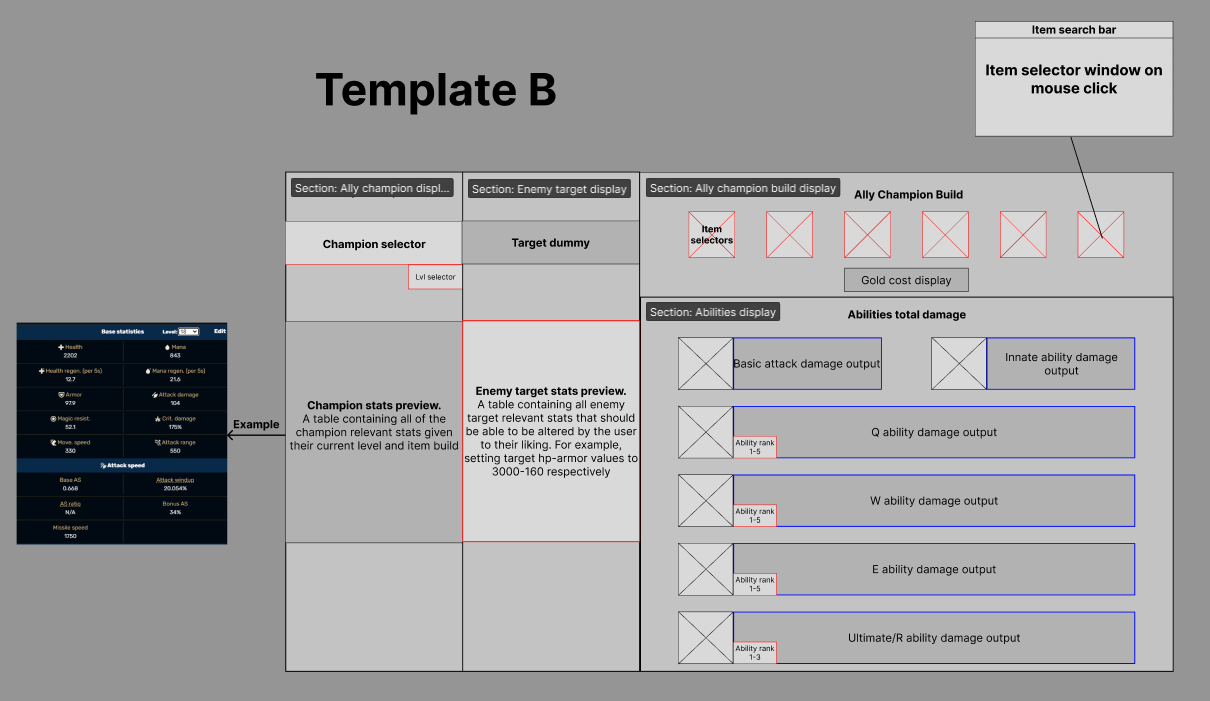 Item search bar
Item selector window on
mouse click
Template B
Section: Ally champion displ...
Section: Enemy target display
Section: Ally champion build display
Ally Champion Build
Item
selectors
Gold cost display
Champion selector
Target dummy
Lvl selector
Section: Abilities display
Abilities total damage
Basic attack damage output
Innate ability damage
output
Q ability damage output
Ability rank
1-5
W ability damage output
Ability rank
1-5
E ability damage output
Ability rank
1-5
Ultimate/R ability damage output
Ability rank
1-3
Champion stats preview.
A table containing all of the
champion relevant stats given
their current level and item build
Enemy target stats preview.
A table containing all enemy
target relevant stats that should
be able to be altered by the user
to their liking. For example,
setting target hp-armor values to
3000-160 respectively
Example
Base statistics Level: 18 Edit
Health Mana
2202 843
Health regen. (per 5s) Mana regen. (per 5s)
12.7 21.6
Armor Attack damage
97.9 104
Magic resist. Crit. damage
52.1 175%
Move. speed Attack range
330 550
Attack speed
Base AS Attack windup
0.668 20.054%
AS ratio Bonus AS
N/A 34%
Missile speed
1750